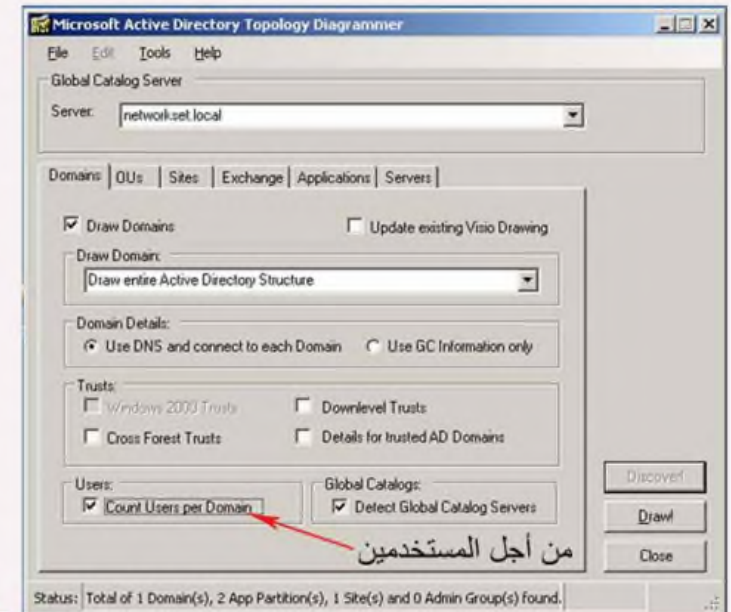 Microsoft Active Directory Topology Diagrammer
File Edit Tools Help
Global Catalog Server
Server: networkset.local
Domains OUs Sites Exchange Applications Servers
Draw Domains Update existing Visio Drawing
Draw Domain:
Draw entire Active Directory Structure
Domain Details:
Use DNS and connect to each Domain Use GC Information only
Trusts:
Windows 2000 Trusts Downlevel Trusts
Cross Forest Trusts Details for trusted AD Domains
Users: Global Catalogs:
Count Users per Domain Detect Global Catalog Servers
Discover!
Draw!
من أجل المستخدمين
Close
Status: Total of 1 Domain(s), 2 App Partition(s), 1 Site(s) and 0 Admin Group(s) found.